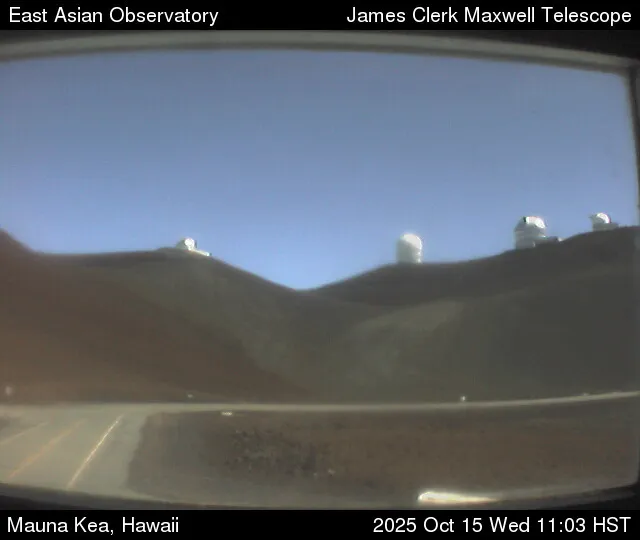 East Asian Observatory
James Clerk Maxwell Telescope
Mauna Kea, Hawaii
2025 Oct 15 Wed 11:03 HST